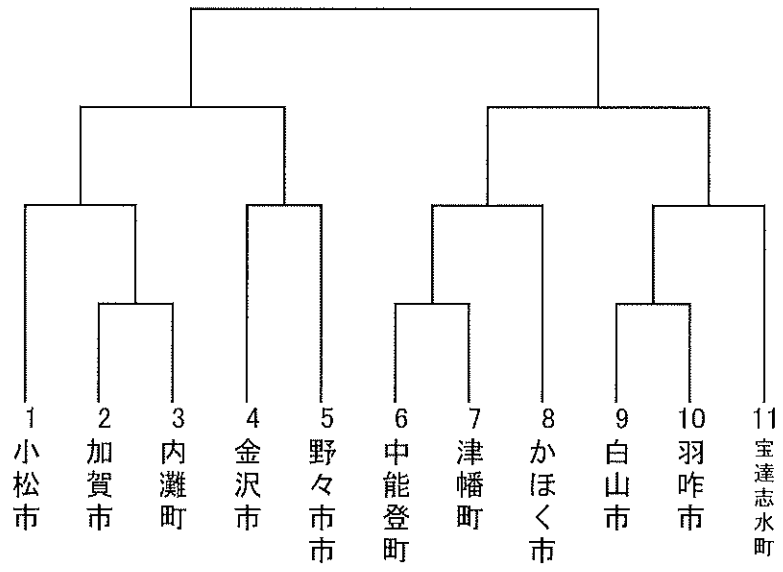 1 小松市
2 加賀市
3 内灘町
4 金沢市
5 野々市市
6 中能登町
7 津幡町
8 かほく市
9 白山市
10 羽咋市
11 宝達志水町